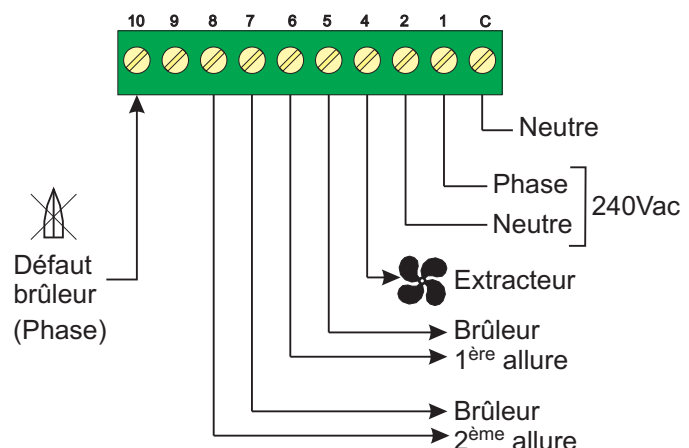 10 9 8 7 6 5 4 2 1 C
Neutre
Phase
Neutre
240Vac
Défaut
brûleur
(Phase)
Extracteur
Brûleur
1ère allure
Brûleur
2ème allure